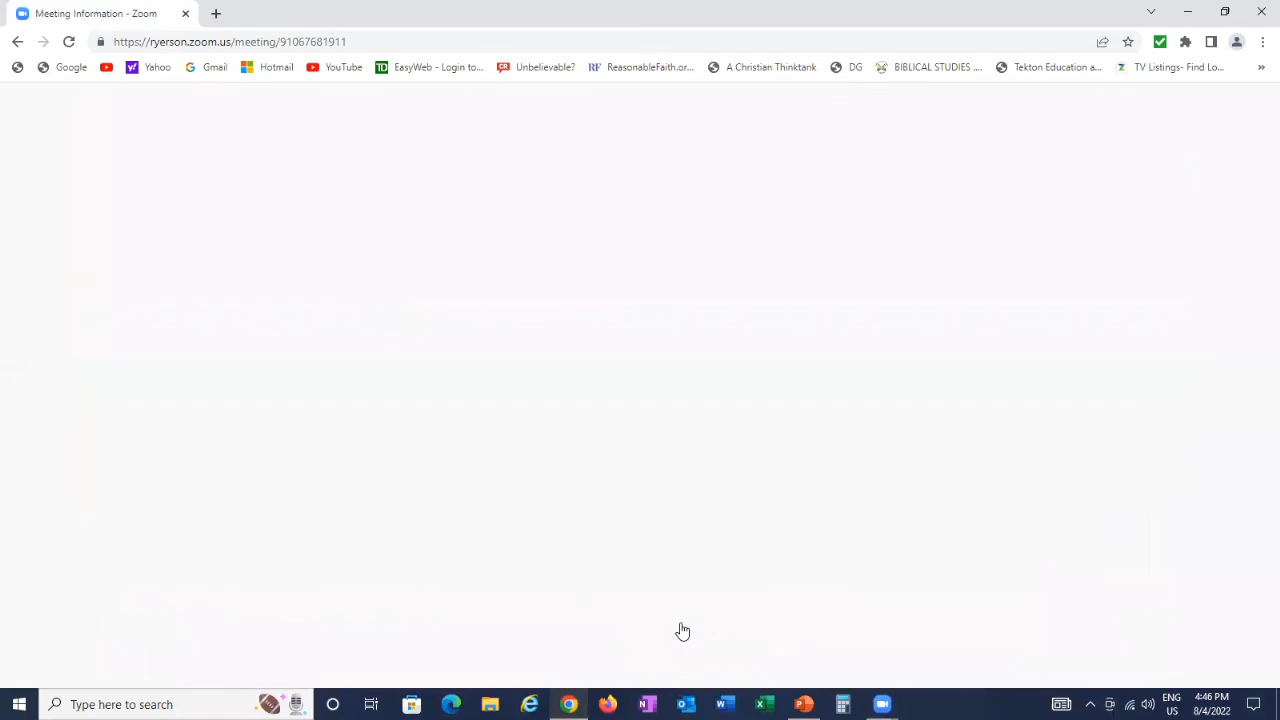 Meeting Information - Zoom
https://ryerson.zoom.us/meeting/91067681911
Google Yahoo Gmail Hotmail YouTube EasyWeb - Login to... Unbelievable? ReasonableFaith.or... A Christian Thinktank DG BIBLICAL STUDIES .... Tekton Education a... TV Listings- Find Lo...
Type here to search
ENG
US
4:46 PM
8/4/2022